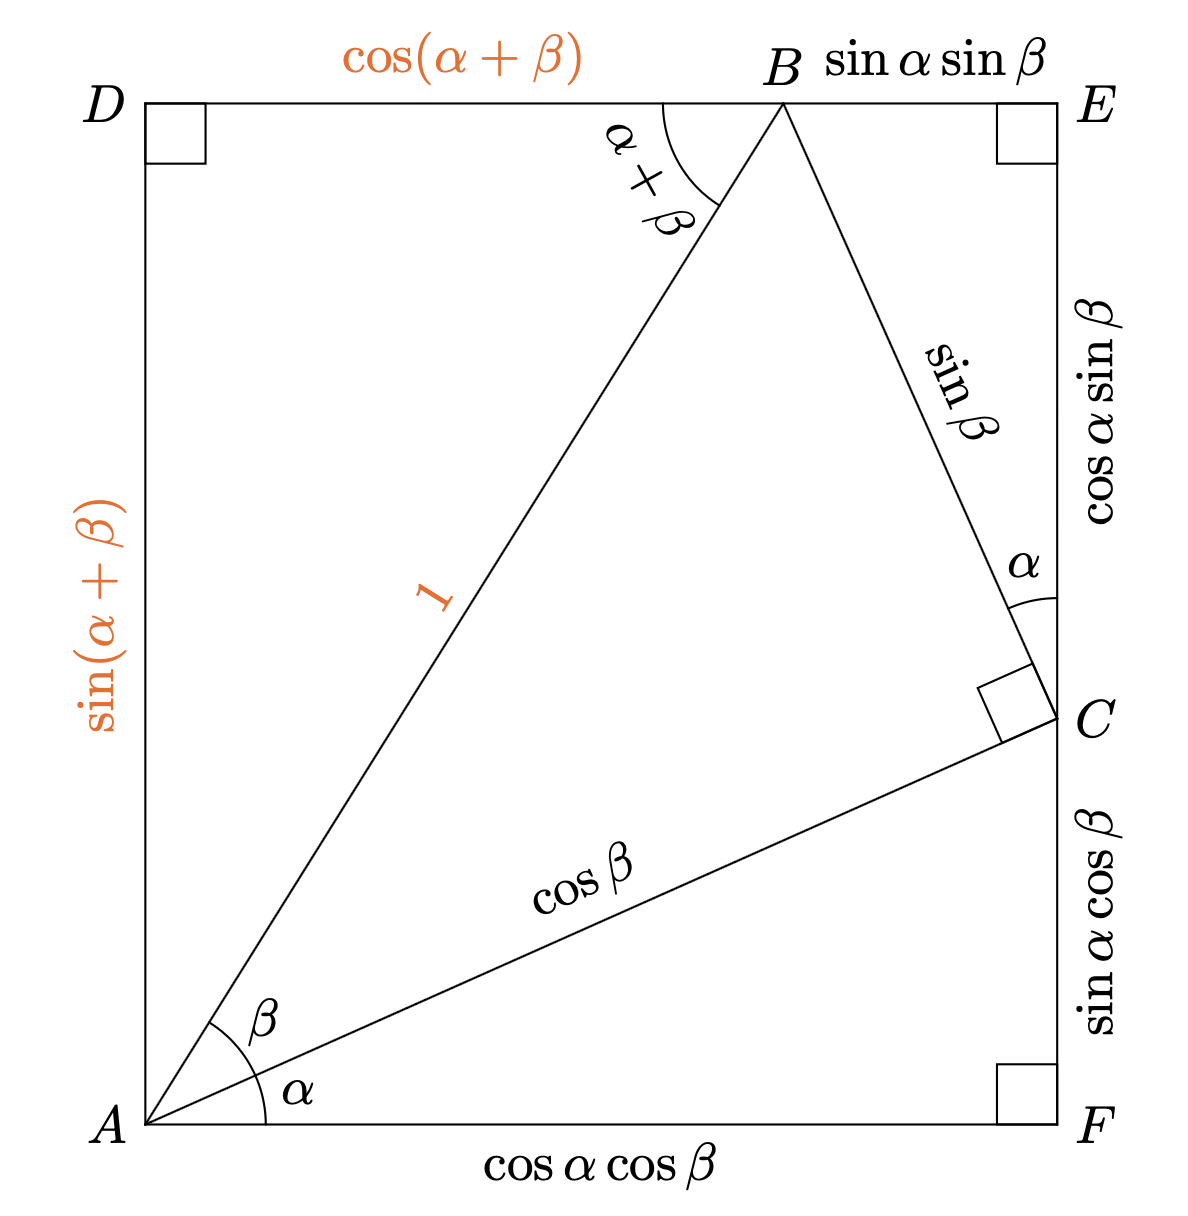 cos(α + β)
B
sin α sin β
D
E
α + β
cos α sin β
sin β
sin(α + β)
1
α
C
cos β
sin α cos β
β
α
A
F
cos α cos β